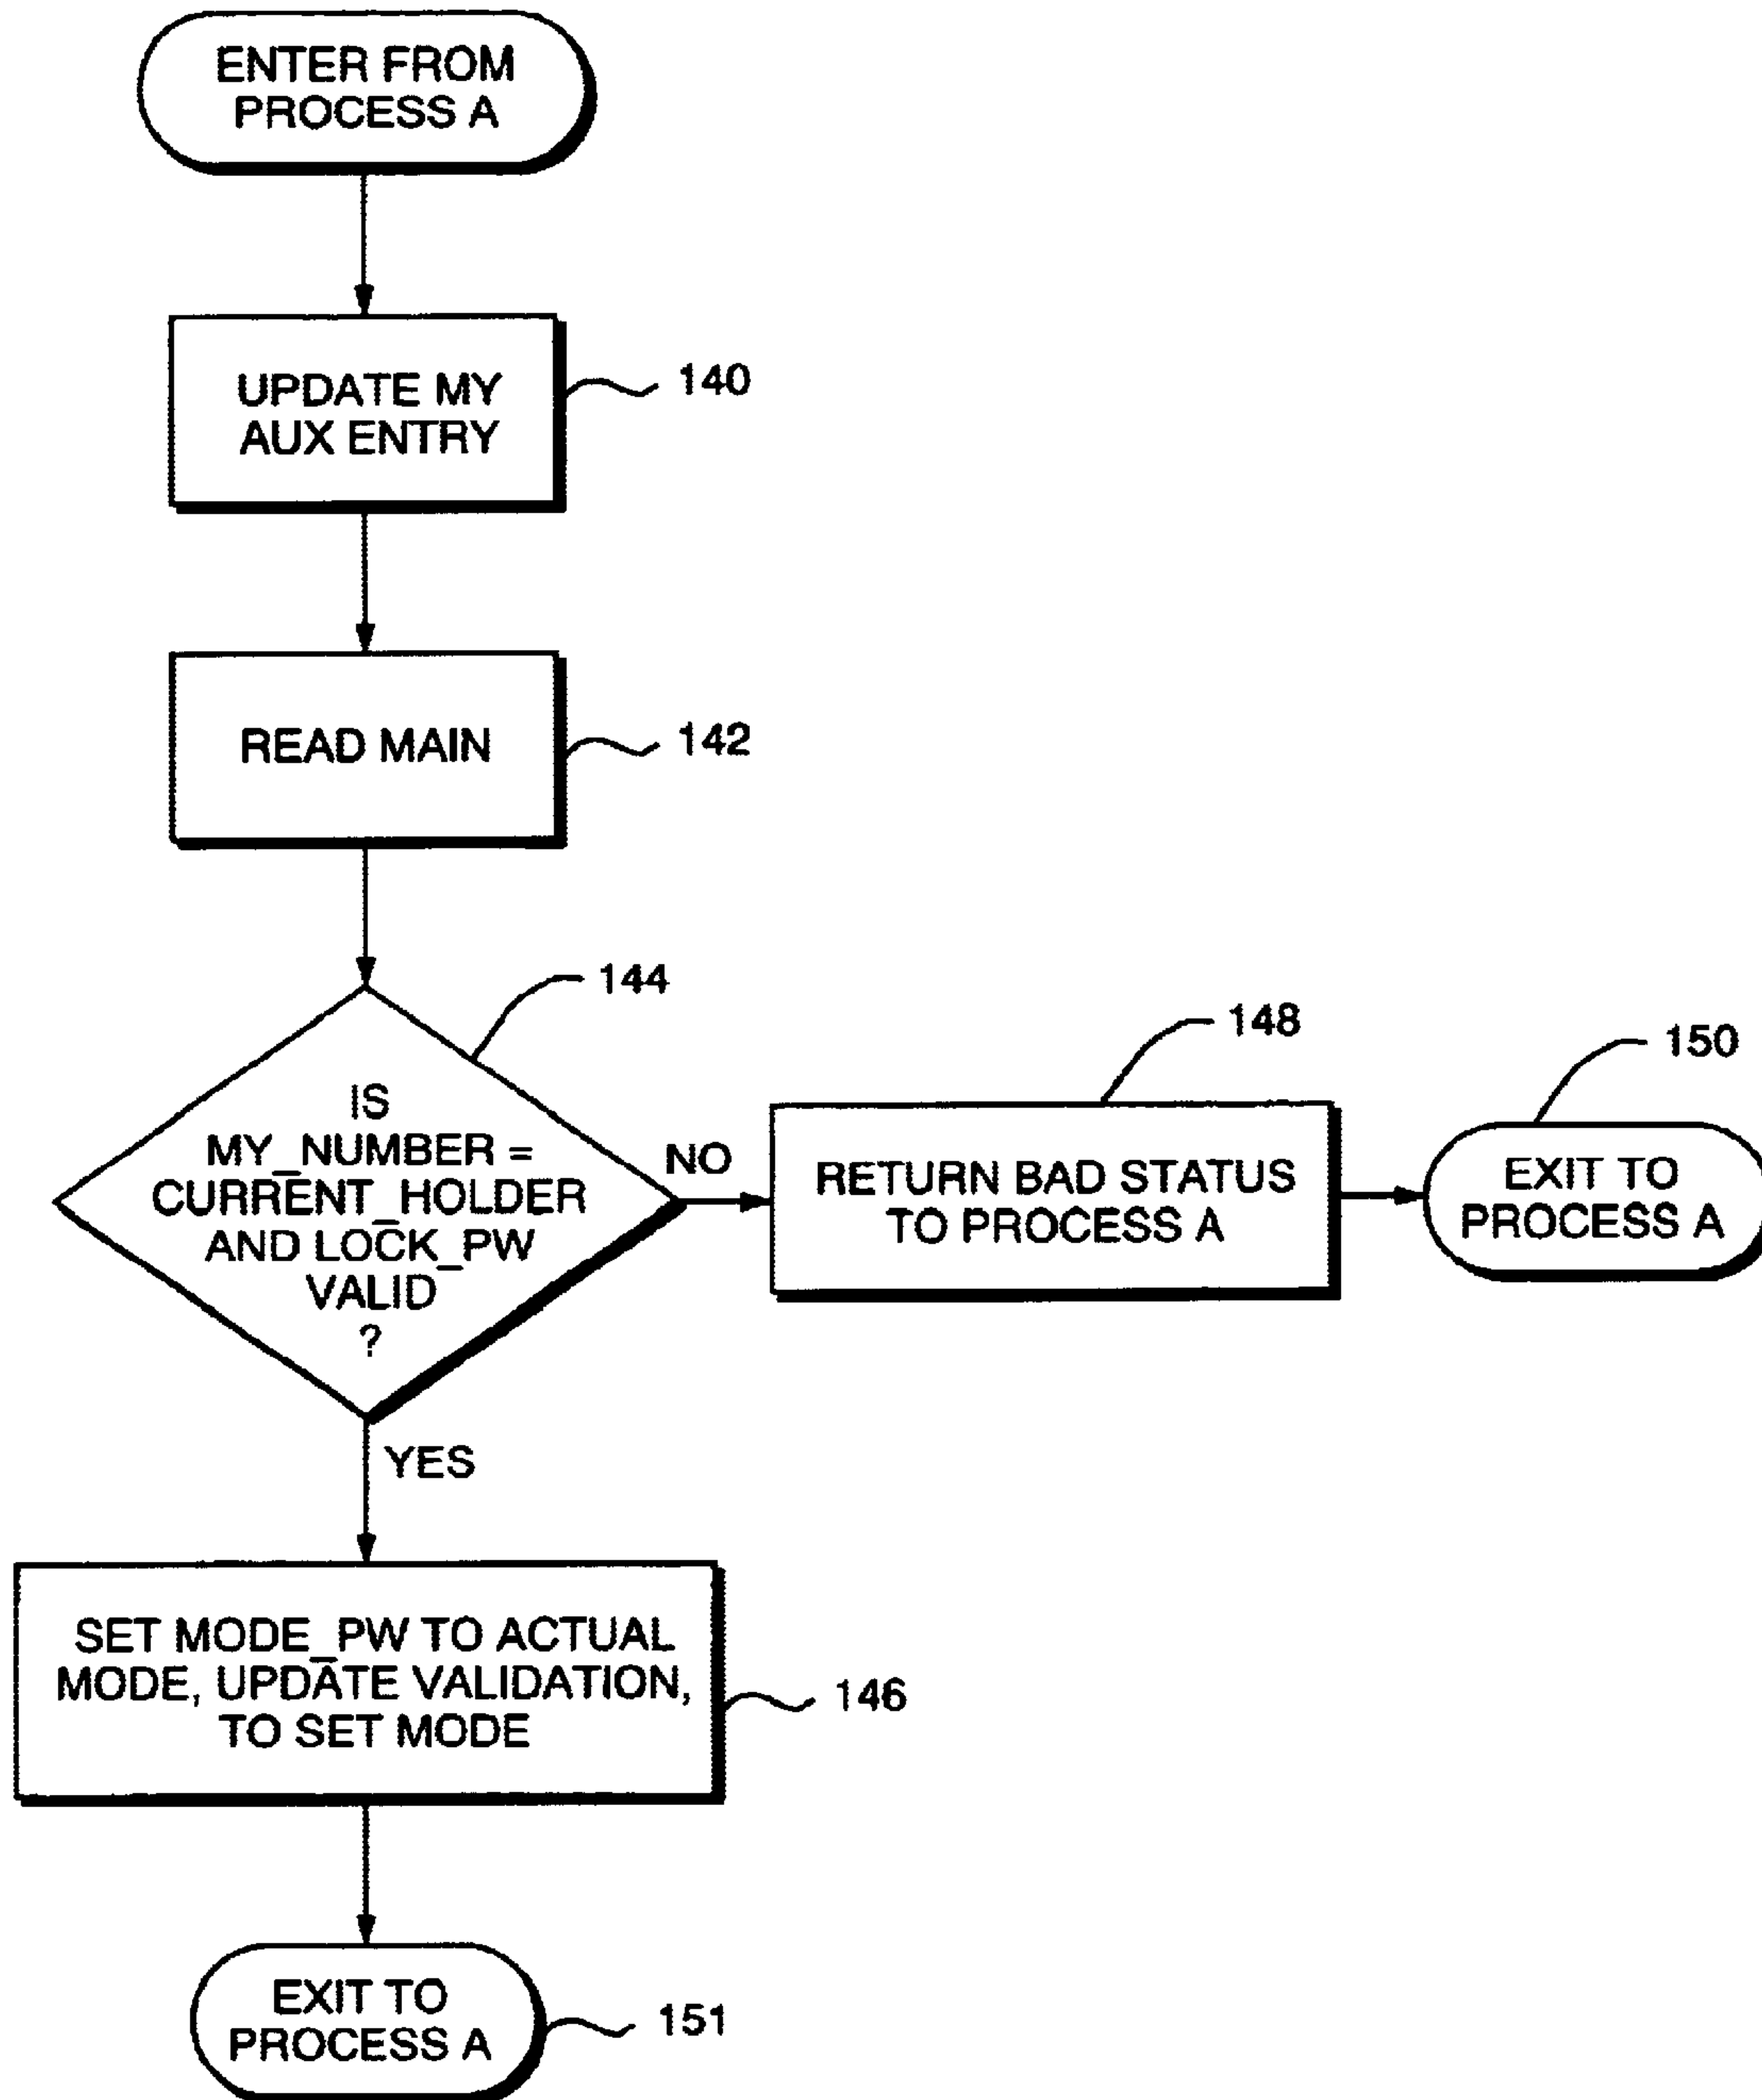 ENTER FROM
PROCESS A
UPDATE MY
AUX ENTRY
140
READ MAIN
142
144
IS
MY_NUMBER =
CURRENT_HOLDER
AND LOCK_PW
VALID
?
NO
148
RETURN BAD STATUS
TO PROCESS A
150
EXIT TO
PROCESS A
YES
SET MODE_PW TO ACTUAL
MODE, UPDATE VALIDATION,
TO SET MODE
146
EXIT TO
PROCESS A
151